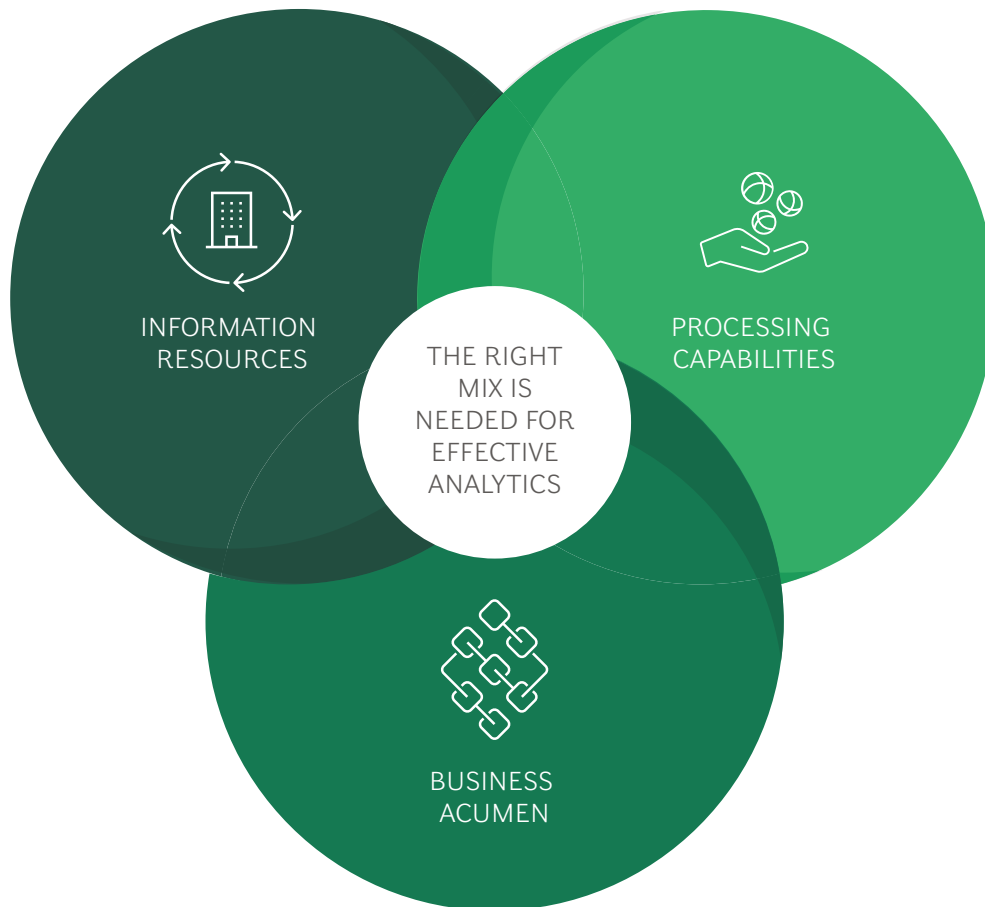 INFORMATION
RESOURCES
PROCESSING
CAPABILITIES
THE RIGHT
MIX IS
NEEDED FOR
EFFECTIVE
ANALYTICS
BUSINESS
ACUMEN